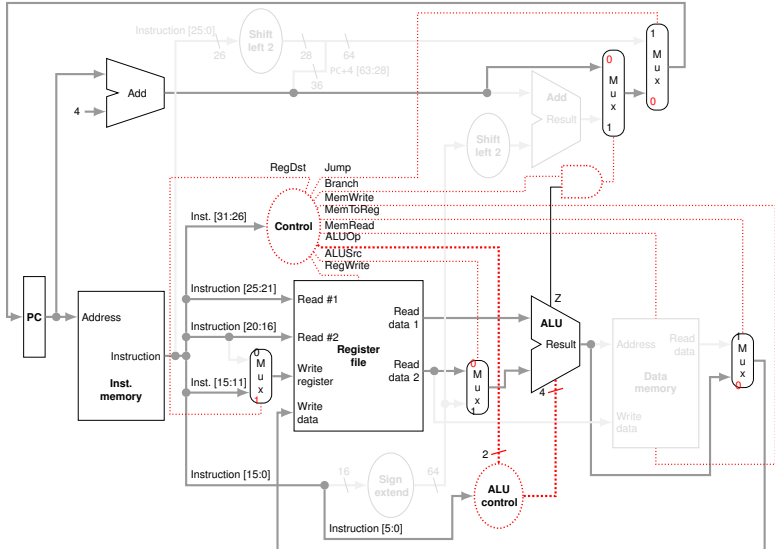 Instruction [25:0]
26
Shift
left 2
28
64
36
PC+4 [63:28]
1
M
u
x
0
Add
4
Add
Result
0
M
u
x
1
Shift
left 2
RegDst
Jump
Branch
MemWrite
MemToReg
MemRead
ALUOp
ALUSrc
RegWrite
Control
Inst. [31:26]
PC
Address
Instruction
Inst.
memory
Instruction [25:21]
Instruction [20:16]
Inst. [15:11]
0
M
u
x
1
Read #1
Read #2
Write
register
Write
data
Register
file
Read
data 1
Read
data 2
0
M
u
x
1
Z
ALU
Result
4
Address
Read
data
Data
memory
Write
data
1
M
u
x
0
Instruction [15:0]
16
Sign
extend
64
2
ALU
control
Instruction [5:0]